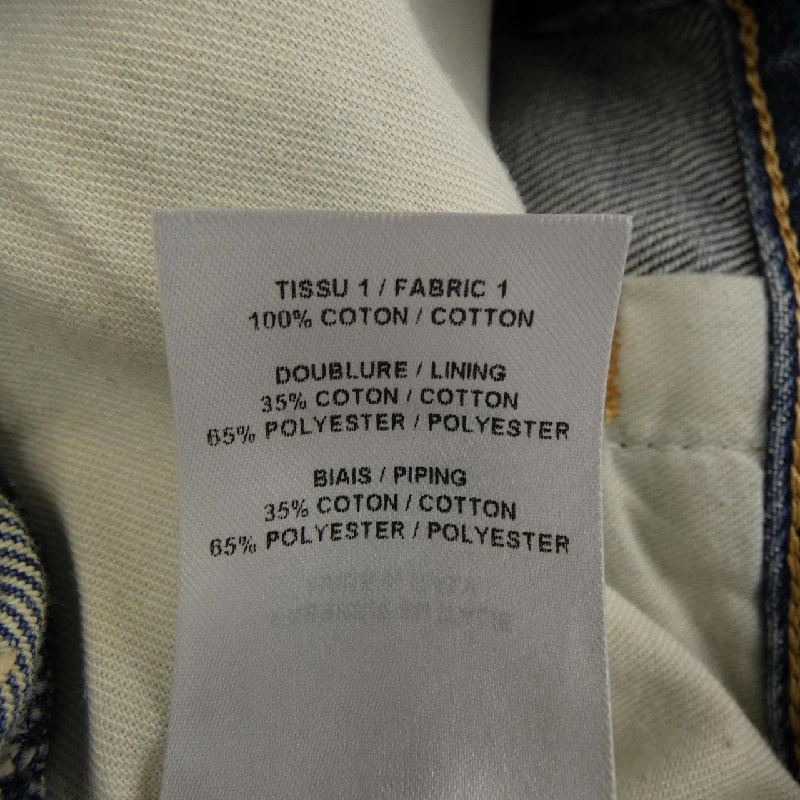 TISSU 1 / FABRIC 1
100% COTON / COTTON
DOUBLURE / LINING
35% COTON / COTTON
65% POLYESTER / POLYESTER
BIAIS / PIPING
35% COTON / COTTON
65% POLYESTER / POLYESTER